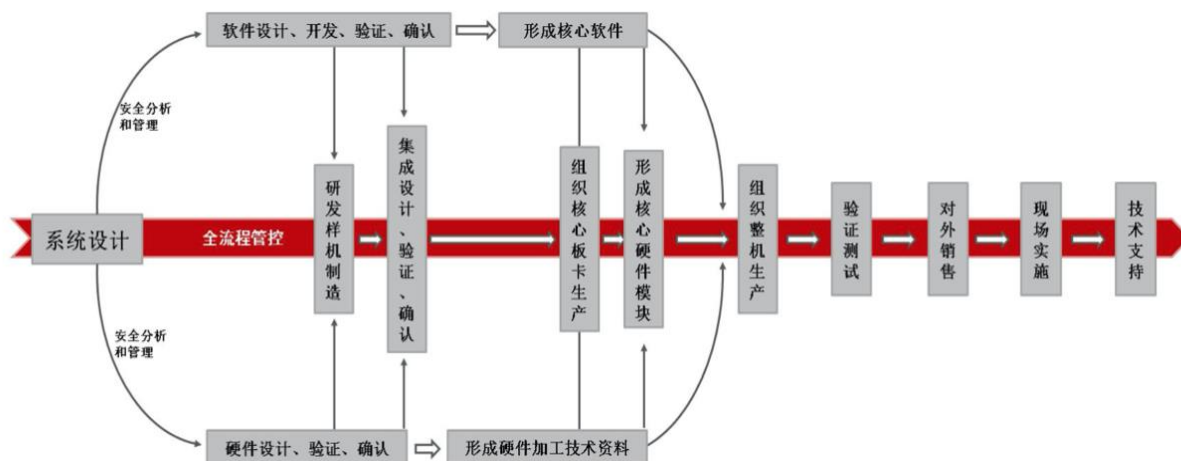 软件设计、开发、验证、确认
形成核心软件
安全分析
和管理
系统设计
全流程管控
研发样机制造
集成设计、验证、确认
组织核心板卡生产
形成核心硬件模块
组织整机生产
验证测试
对外销售
现场实施
技术支持
安全分析
和管理
硬件设计、验证、确认
形成硬件加工技术资料